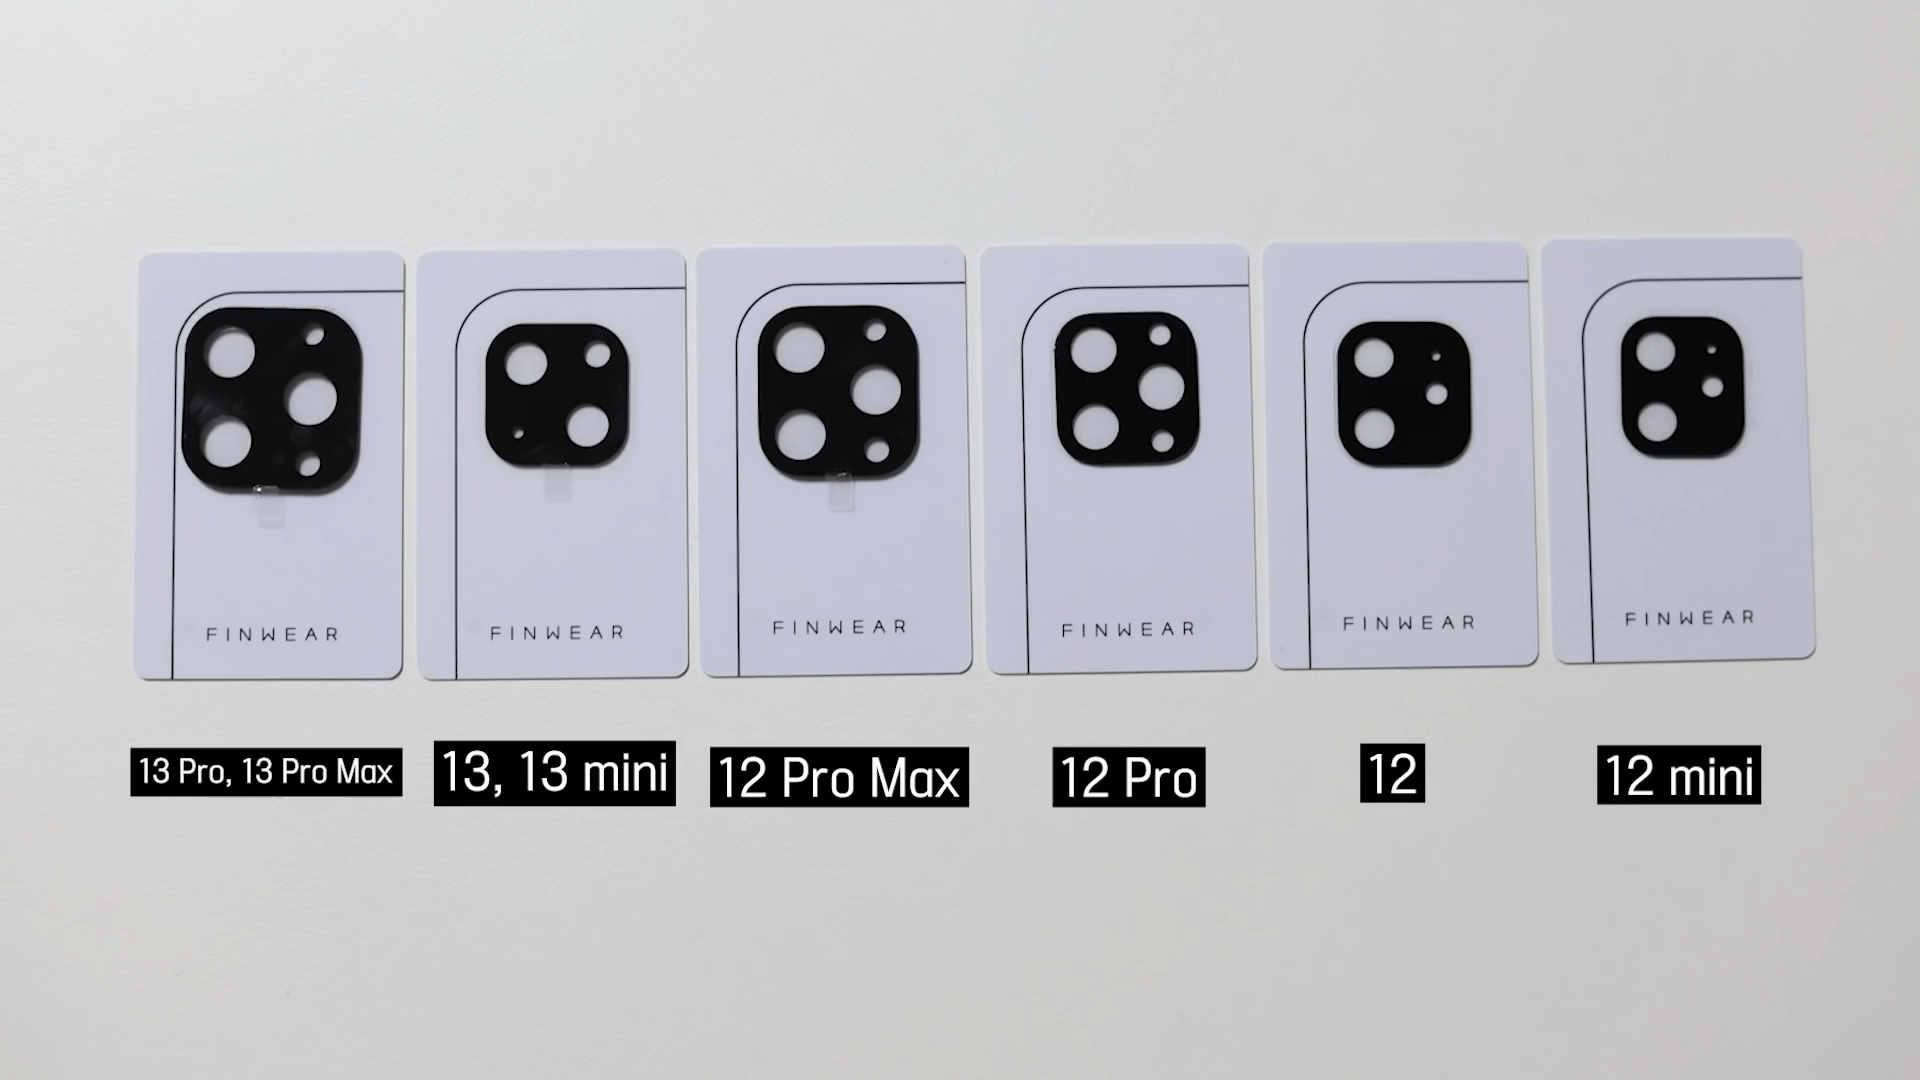 FINWEAR
FINWEAR
FINWEAR
FINWEAR
FINWEAR
FINWEAR
13 Pro, 13 Pro Max
13, 13 mini
12 Pro Max
12 Pro
12
12 mini